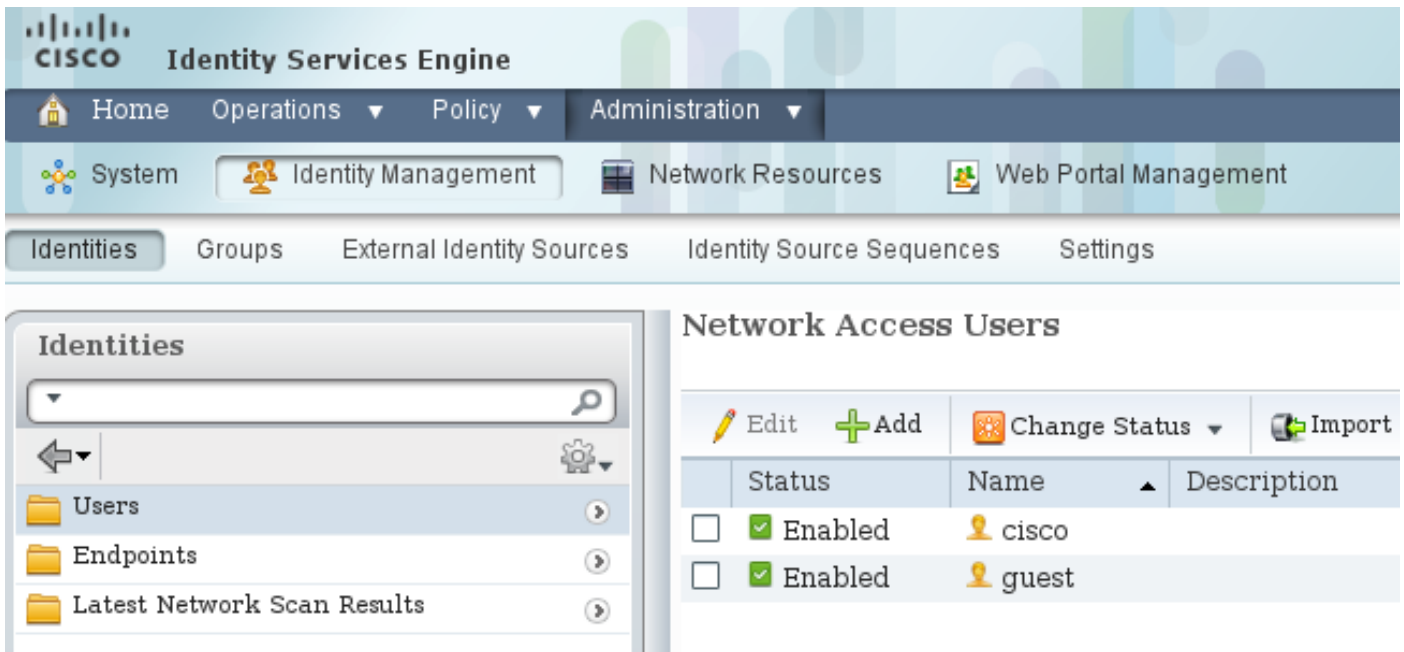 CISCO Identity Services Engine
Home Operations Policy Administration
System Identity Management Network Resources Web Portal Management
Identities Groups External Identity Sources Identity Source Sequences Settings
Identities
Users
Endpoints
Latest Network Scan Results
Network Access Users
Edit Add Change Status Import
Status Name Description
Enabled cisco
Enabled guest